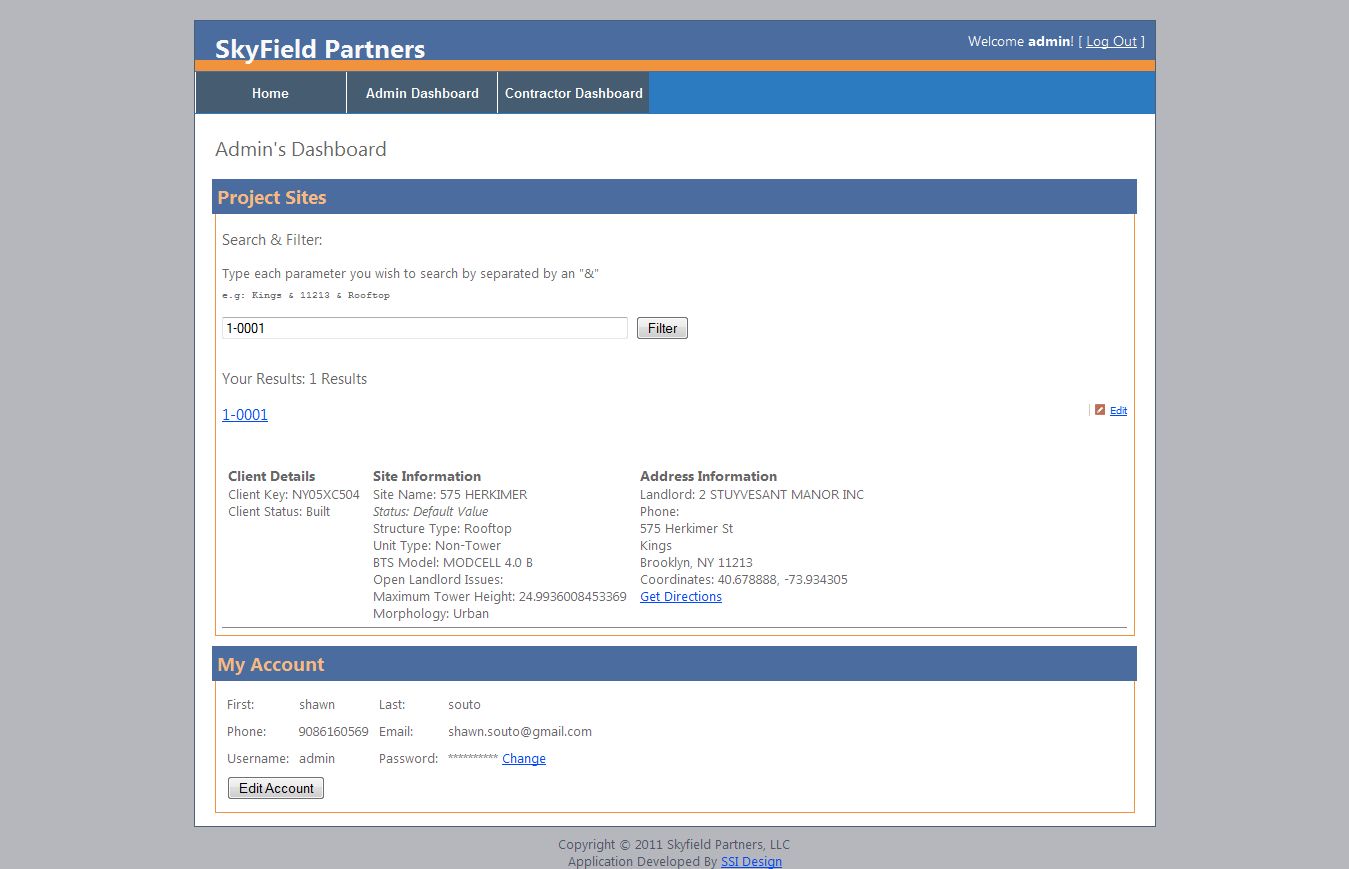 SkyField Partners
Welcome admin! [ Log Out ]
Home
Admin Dashboard
Contractor Dashboard
Admin's Dashboard
Project Sites
Search & Filter:
Type each parameter you wish to search by separated by an "&"
e.g: Kings & 11213 & Rooftop
1-0001
Filter
Your Results: 1 Results
1-0001
Edit
Client Details
Client Key: NY05XC504
Client Status: Built
Site Information
Site Name: 575 HERKIMER
Status: Default Value
Structure Type: Rooftop
Unit Type: Non-Tower
BTS Model: MODCELL 4.0 B
Open Landlord Issues:
Maximum Tower Height: 24.9936008453369
Morphology: Urban
Address Information
Landlord: 2 STUYVESANT MANOR INC
Phone:
575 Herkimer St
Kings
Brooklyn, NY 11213
Coordinates: 40.678888, -73.934305
Get Directions
My Account
First: shawn Last: souto
Phone: 9086160569 Email: shawn.souto@gmail.com
Username: admin Password: ********** Change
Edit Account
Copyright © 2011 Skyfield Partners, LLC
Application Developed By SSI Design